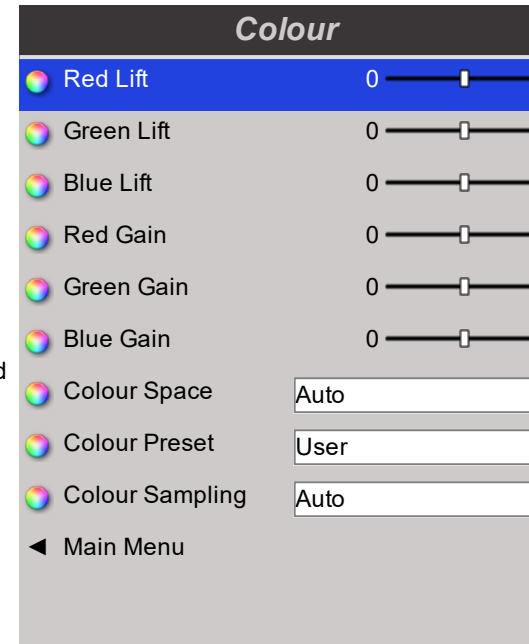 Colour
Red Lift 0
Green Lift 0
Blue Lift 0
Red Gain 0
Green Gain 0
Blue Gain 0
d
Colour Space Auto
Colour Preset User
Colour Sampling Auto
◄ Main Menu